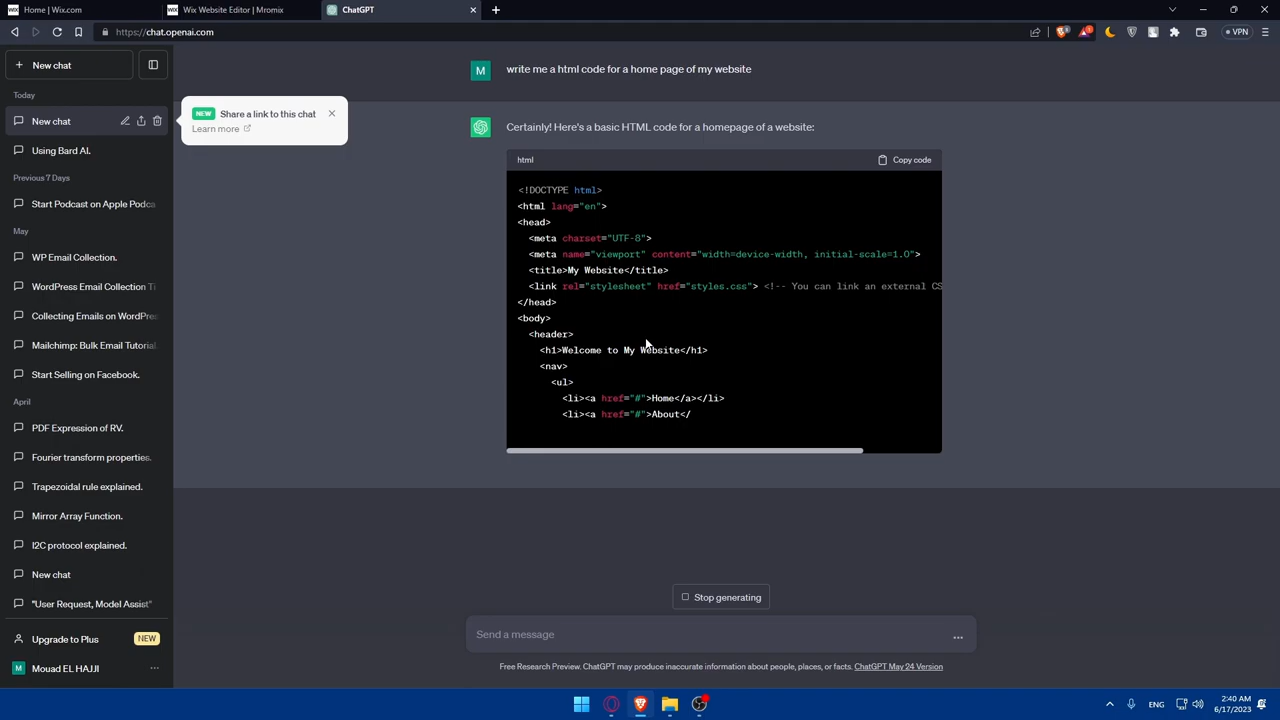 WIX Home | Wix.com
WIX Wix Website Editor | Mromix
ChatGPT
https://chat.openai.com
VPN
New chat
Today
New chat
NEW Share a link to this chat
Learn more
Using Bard AI.
Previous 7 Days
Start Podcast on Apple Podca
May
WP Email Collection.
WordPress Email Collection Ti
Collecting Emails on WordPres
Mailchimp: Bulk Email Tutorial.
Start Selling on Facebook.
April
PDF Expression of RV.
Fourier transform properties.
Trapezoidal rule explained.
Mirror Array Function.
I2C protocol explained.
New chat
"User Request, Model Assist"
Upgrade to Plus NEW
M Mouad EL HAJJI
M write me a html code for a home page of my website
Certainly! Here's a basic HTML code for a homepage of a website:
html Copy code
<!DOCTYPE html>
<html lang="en">
<head>
<meta charset="UTF-8">
<meta name="viewport" content="width=device-width, initial-scale=1.0">
<title>My Website</title>
<link rel="stylesheet" href="styles.css"> <!-- You can link an external CS
</head>
<body>
<header>
<h1>Welcome to My Website</h1>
<nav>
<ul>
<li><a href="#">Home</a></li>
<li><a href="#">About</
Stop generating
Send a message
Free Research Preview. ChatGPT may produce inaccurate information about people, places, or facts. ChatGPT May 24 Version
ENG
2:40 AM
6/17/2023